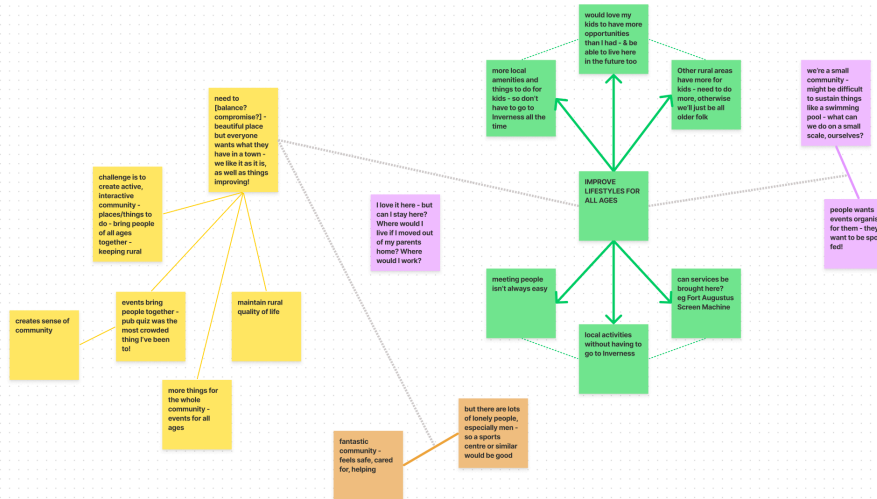 would love my
kids to have more
opportunities
than I had - & be
able to live here
in the future too
more local
amenities and
things to do for
kids - so don't
have to go to
Inverness all the
time
Other rural areas
have more for
kids - need to do
more, otherwise
we'll just be all
older folk
we're a small
community -
might be difficult
to sustain things
like a swimming
pool - what can
we do on a small
scale, ourselves?
need to
[balance?
compromise?] -
beautiful place
but everyone
wants what they
have in a town -
we like it as it is,
as well as things
improving!
challenge is to
create active,
interactive
community -
places/things to
do - bring people
of all ages
together -
keeping rural
IMPROVE
LIFESTYLES FOR
ALL AGES
I love it here - but
can I stay here?
Where would I
live if I moved out
of my parents
home? Where
would I work?
people wants
events organis
for them - they
want to be spo
fed!
meeting people
isn't always easy
can services be
brought here?
eg Fort Augustus
Screen Machine
local activities
without having to
go to Inverness
creates sense of
community
events bring
people together -
pub quiz was the
most crowded
thing I've been
to!
maintain rural
quality of life
more things for
the whole
community -
events for all
ages
but there are lots
of lonely people,
especially men -
so a sports
centre or similar
would be good
fantastic
community -
feels safe, cared
for, helping